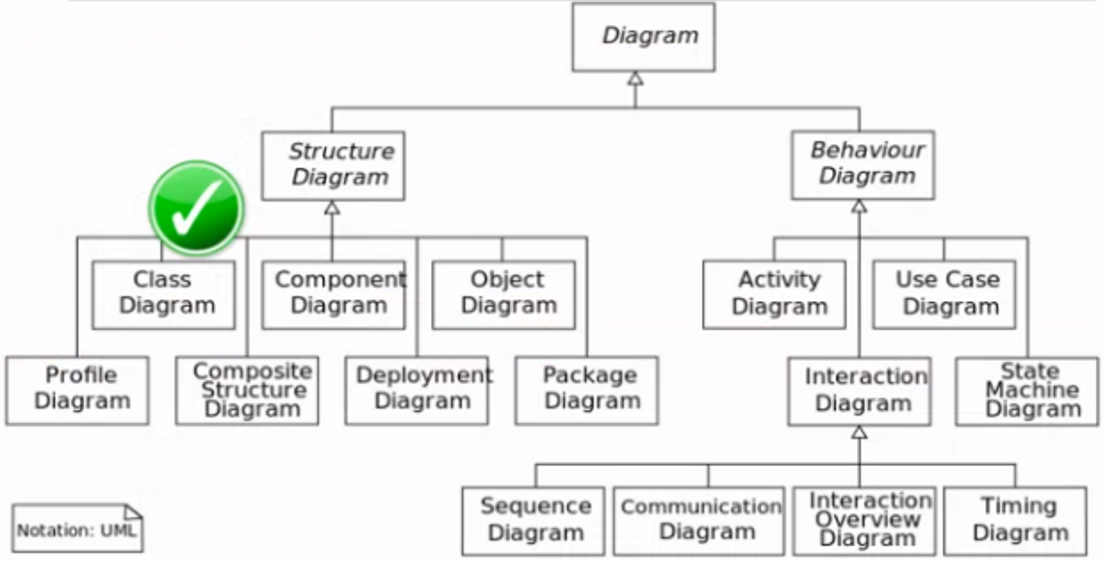 Diagram
Structure
Diagram
Behaviour
Diagram
Class
Diagram
Component
Diagram
Object
Diagram
Activity
Diagram
Use Case
Diagram
Profile
Diagram
Composite
Structure
Diagram
Deployment
Diagram
Package
Diagram
Interaction
Diagram
State
Machine
Diagram
Sequence
Diagram
Communication
Diagram
Interaction
Overview
Diagram
Timing
Diagram
Notation: UML